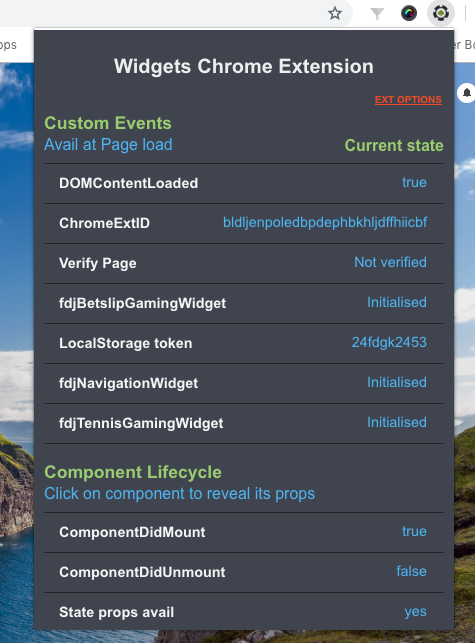 ops
er Bo
Widgets Chrome Extension
EXT OPTIONS
Custom Events
Avail at Page load
Current state
DOMContentLoaded true
ChromeExtID bldljenpoledbpdephbkhljdffhiicbf
Verify Page Not verified
fdjBetslipGamingWidget Initialised
LocalStorage token 24fdgk2453
fdjNavigationWidget Initialised
fdjTennisGamingWidget Initialised
Component Lifecycle
Click on component to reveal its props
ComponentDidMount true
ComponentDidUnmount false
State props avail yes